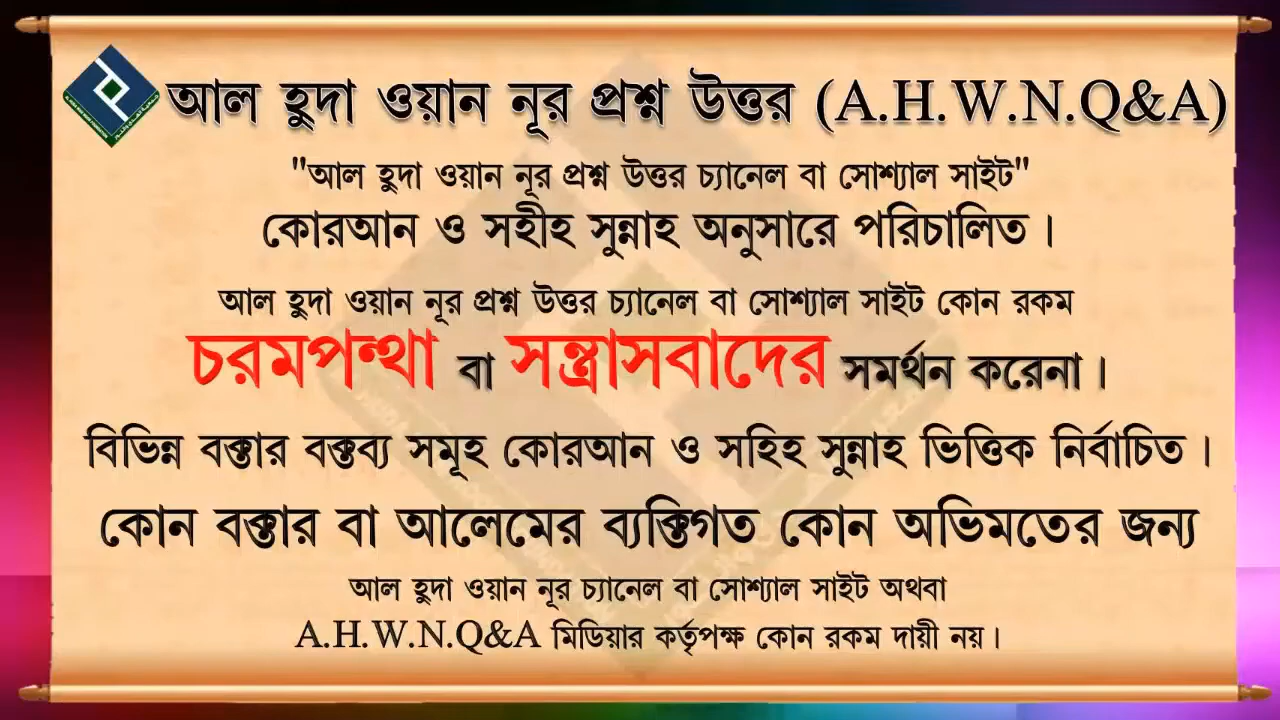 আল হুদা ওয়ান নূর প্রশ্ন উত্তর (A.H.W.N.Q&A)
"আল হুদা ওয়ান নূর প্রশ্ন উত্তর চ্যানেল বা সোশ্যাল সাইট"
কোরআন ও সহীহ সুন্নাহ অনুসারে পরিচালিত।
আল হুদা ওয়ান নূর প্রশ্ন উত্তর চ্যানেল বা সোশ্যাল সাইট কোন রকম
চরমপন্থা বা সন্ত্রাসবাদের সমর্থন করেনা।
বিভিন্ন বক্তার বক্তব্য সমূহ কোরআন ও সহিহ সুন্নাহ ভিত্তিক নির্বাচিত।
কোন বক্তার বা আলেমের ব্যক্তিগত কোন অভিমতের জন্য
আল হুদা ওয়ান নূর চ্যানেল বা সোশ্যাল সাইট অথবা
A.H.W.N.Q&A মিডিয়ার কর্তৃপক্ষ কোন রকম দায়ী নয়।